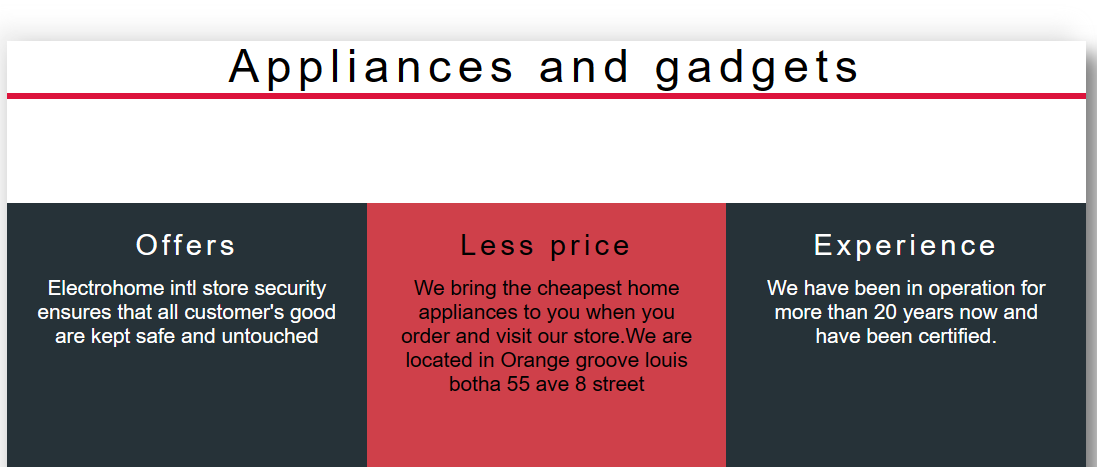 Appliances and gadgets
Offers
Electrohome intl store security
ensures that all customer's good
are kept safe and untouched
Less price
We bring the cheapest home
appliances to you when you
order and visit our store.We are
located in Orange groove louis
botha 55 ave 8 street
Experience
We have been in operation for
more than 20 years now and
have been certified.